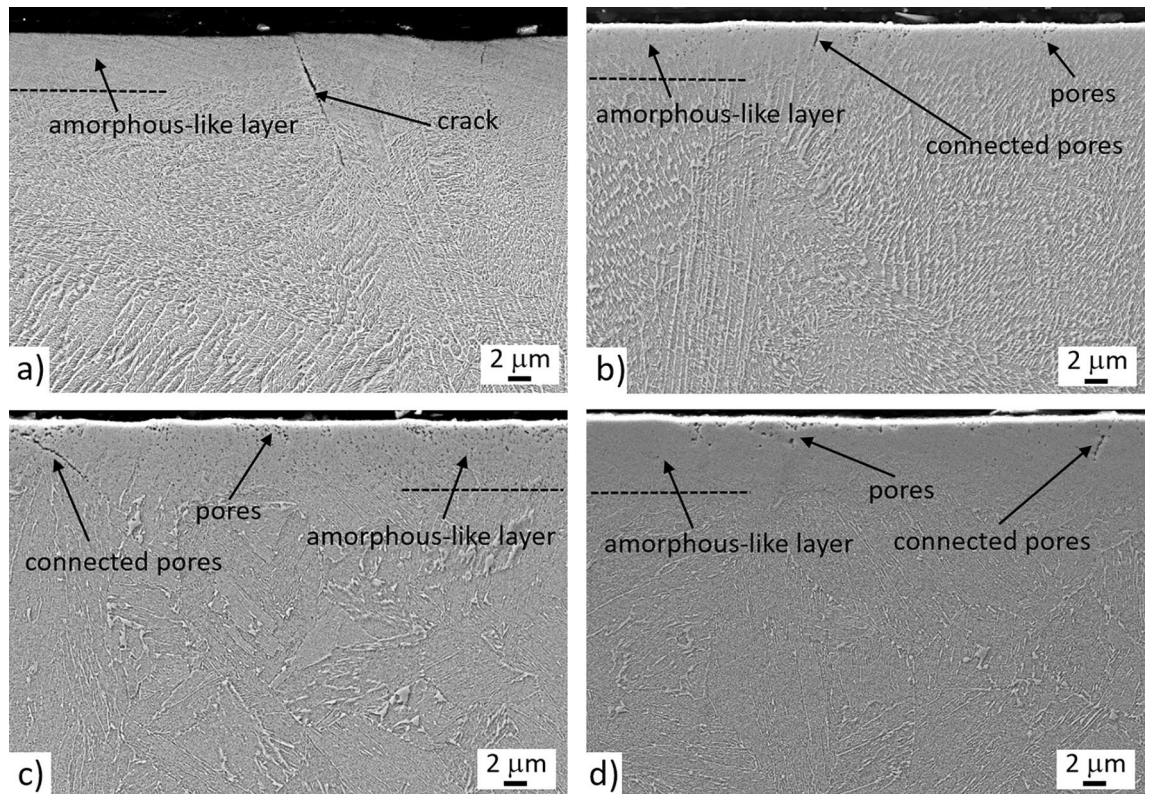 amorphous-like layer
crack
a)
2 μm
amorphous-like layer
pores
connected pores
b)
2 μm
pores
amorphous-like layer
connected pores
c)
2 μm
pores
amorphous-like layer
connected pores
d)
2 μm